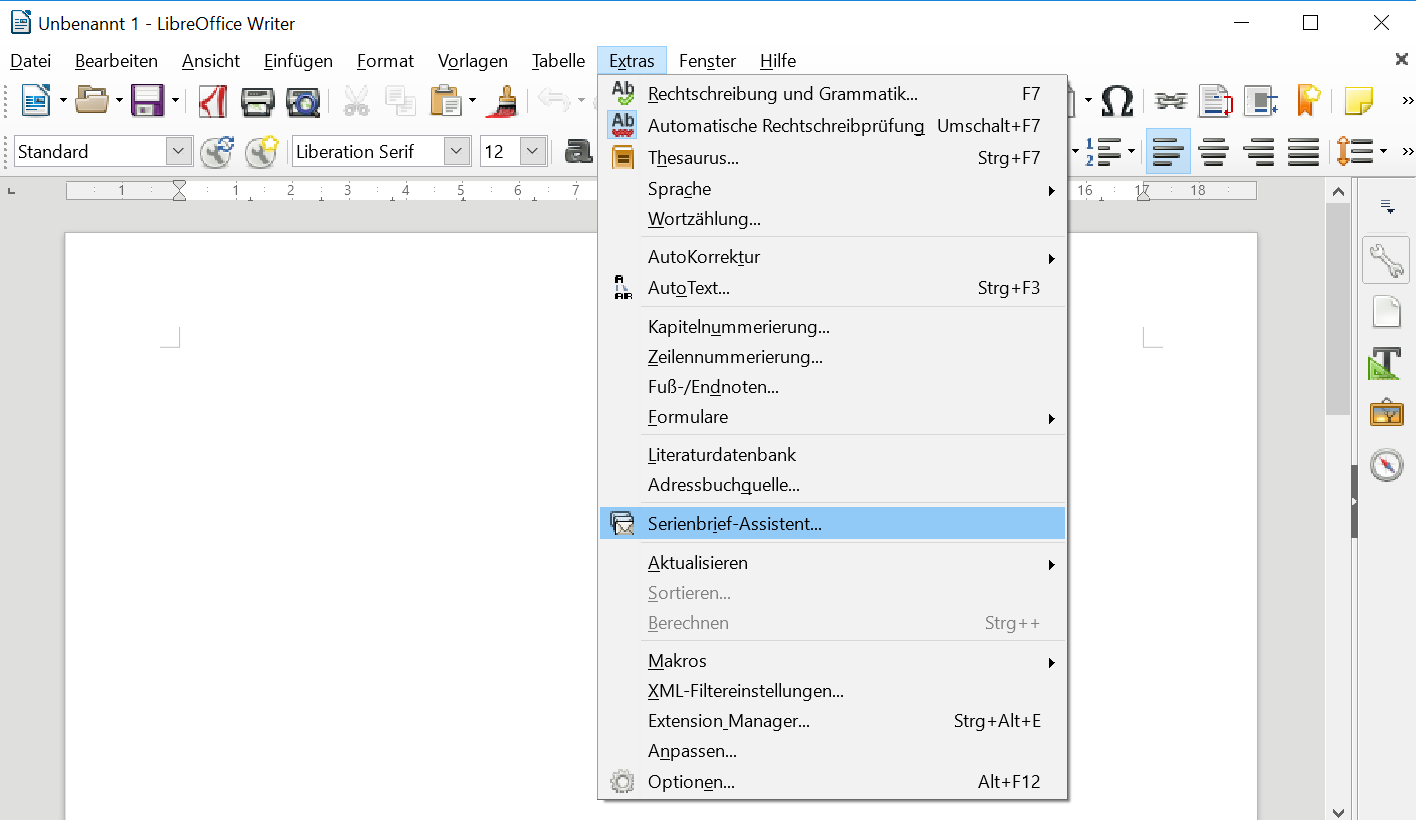 Unbenannt 1 - LibreOffice Writer
Datei Bearbeiten Ansicht Einfügen Format Vorlagen Tabelle Extras Fenster Hilfe
Standard Liberation Serif 12
1 1 2 3 4 5 6 7 16 17 18
Rechtschreibung und Grammatik... F7
Automatische Rechtschreibprüfung Umschalt+F7
Thesaurus... Strg+F7
Sprache
Wortzählung...
AutoKorrektur
AutoText... Strg+F3
Kapitelnummerierung...
Zeilennummerierung...
Fuß-/Endnoten...
Formulare
Literaturdatenbank
Adressbuchquelle...
Serienbrief-Assistent...
Aktualisieren
Sortieren...
Berechnen Strg++
Makros
XML-Filtereinstellungen...
Extension Manager... Strg+Alt+E
Anpassen...
Optionen... Alt+F12